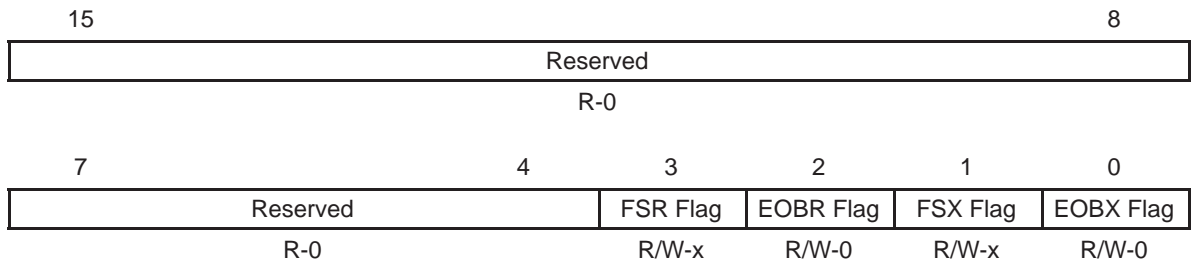 15 8
Reserved
R-0
7 4 3 2 1 0
Reserved FSR Flag EOBR Flag FSX Flag EOBX Flag
R-0 R/W-x R/W-0 R/W-x R/W-0